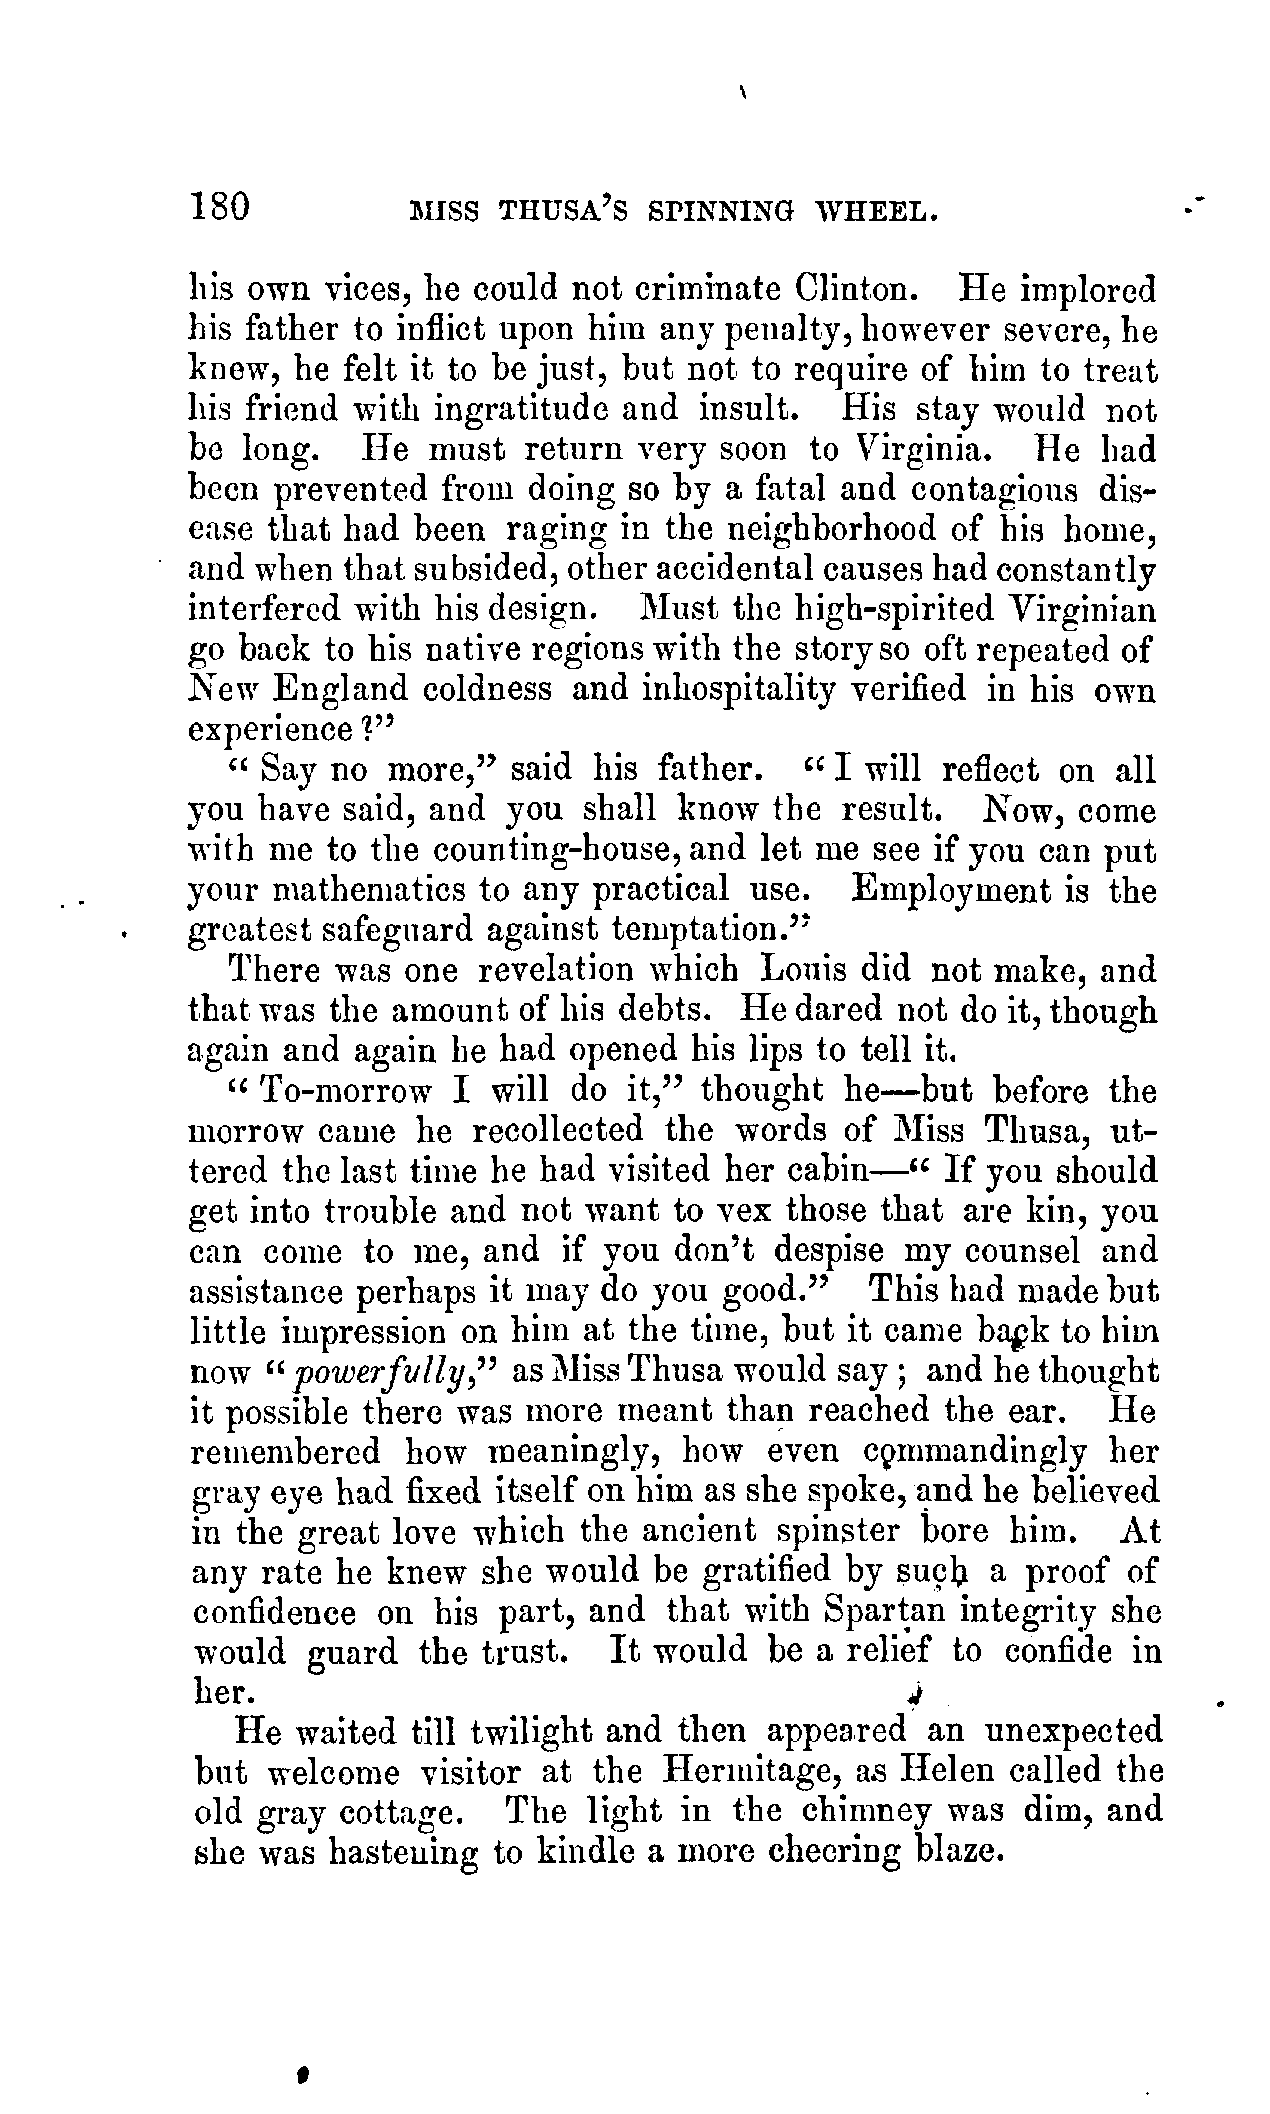 180 MISS THUSA'S SPINNING WHEEL.
his own vices, he could not criminate Clinton. He implored
his father to inflict upon him any penalty, however severe, he
knew, he felt it to be just, but not to require of him to treat
his friend with ingratitude and insult. His stay would not
be long. He must return very soon to Virginia. He had
been prevented from doing so by a fatal and contagious dis-
ease that had been raging in the neighborhood of his home,
and when that subsided, other accidental causes had constantly
interfered with his design. Must the high-spirited Virginian
go back to his native regions with the story so oft repeated of
New England coldness and inhospitality verified in his own
experience?"
"Say no more," said his father. "I will reflect on all
you have said, and you shall know the result. Now, come
with me to the counting-house, and let me see if you can put
your mathematics to any practical use. Employment is the
greatest safeguard against temptation."
There was one revelation which Louis did not make, and
that was the amount of his debts. He dared not do it, though
again and again he had opened his lips to tell it.
"To-morrow I will do it," thought he—but before the
morrow came he recollected the words of Miss Thusa, ut-
tered the last time he had visited her cabin—"If you should
get into trouble and not want to vex those that are kin, you
can come to me, and if you don't despise my counsel and
assistance perhaps it may do you good." This had made but
little impression on him at the time, but it came back to him
now "powerfully," as Miss Thusa would say; and he thought
it possible there was more meant than reached the ear. He
remembered how meaningly, how even commandingly her
gray eye had fixed itself on him as she spoke, and he believed
in the great love which the ancient spinster bore him. At
any rate he knew she would be gratified by such a proof of
confidence on his part, and that with Spartan integrity she
would guard the trust. It would be a relief to confide in
her.
He waited till twilight and then appeared an unexpected
but welcome visitor at the Hermitage, as Helen called the
old gray cottage. The light in the chimney was dim, and
she was hastening to kindle a more cheering blaze.